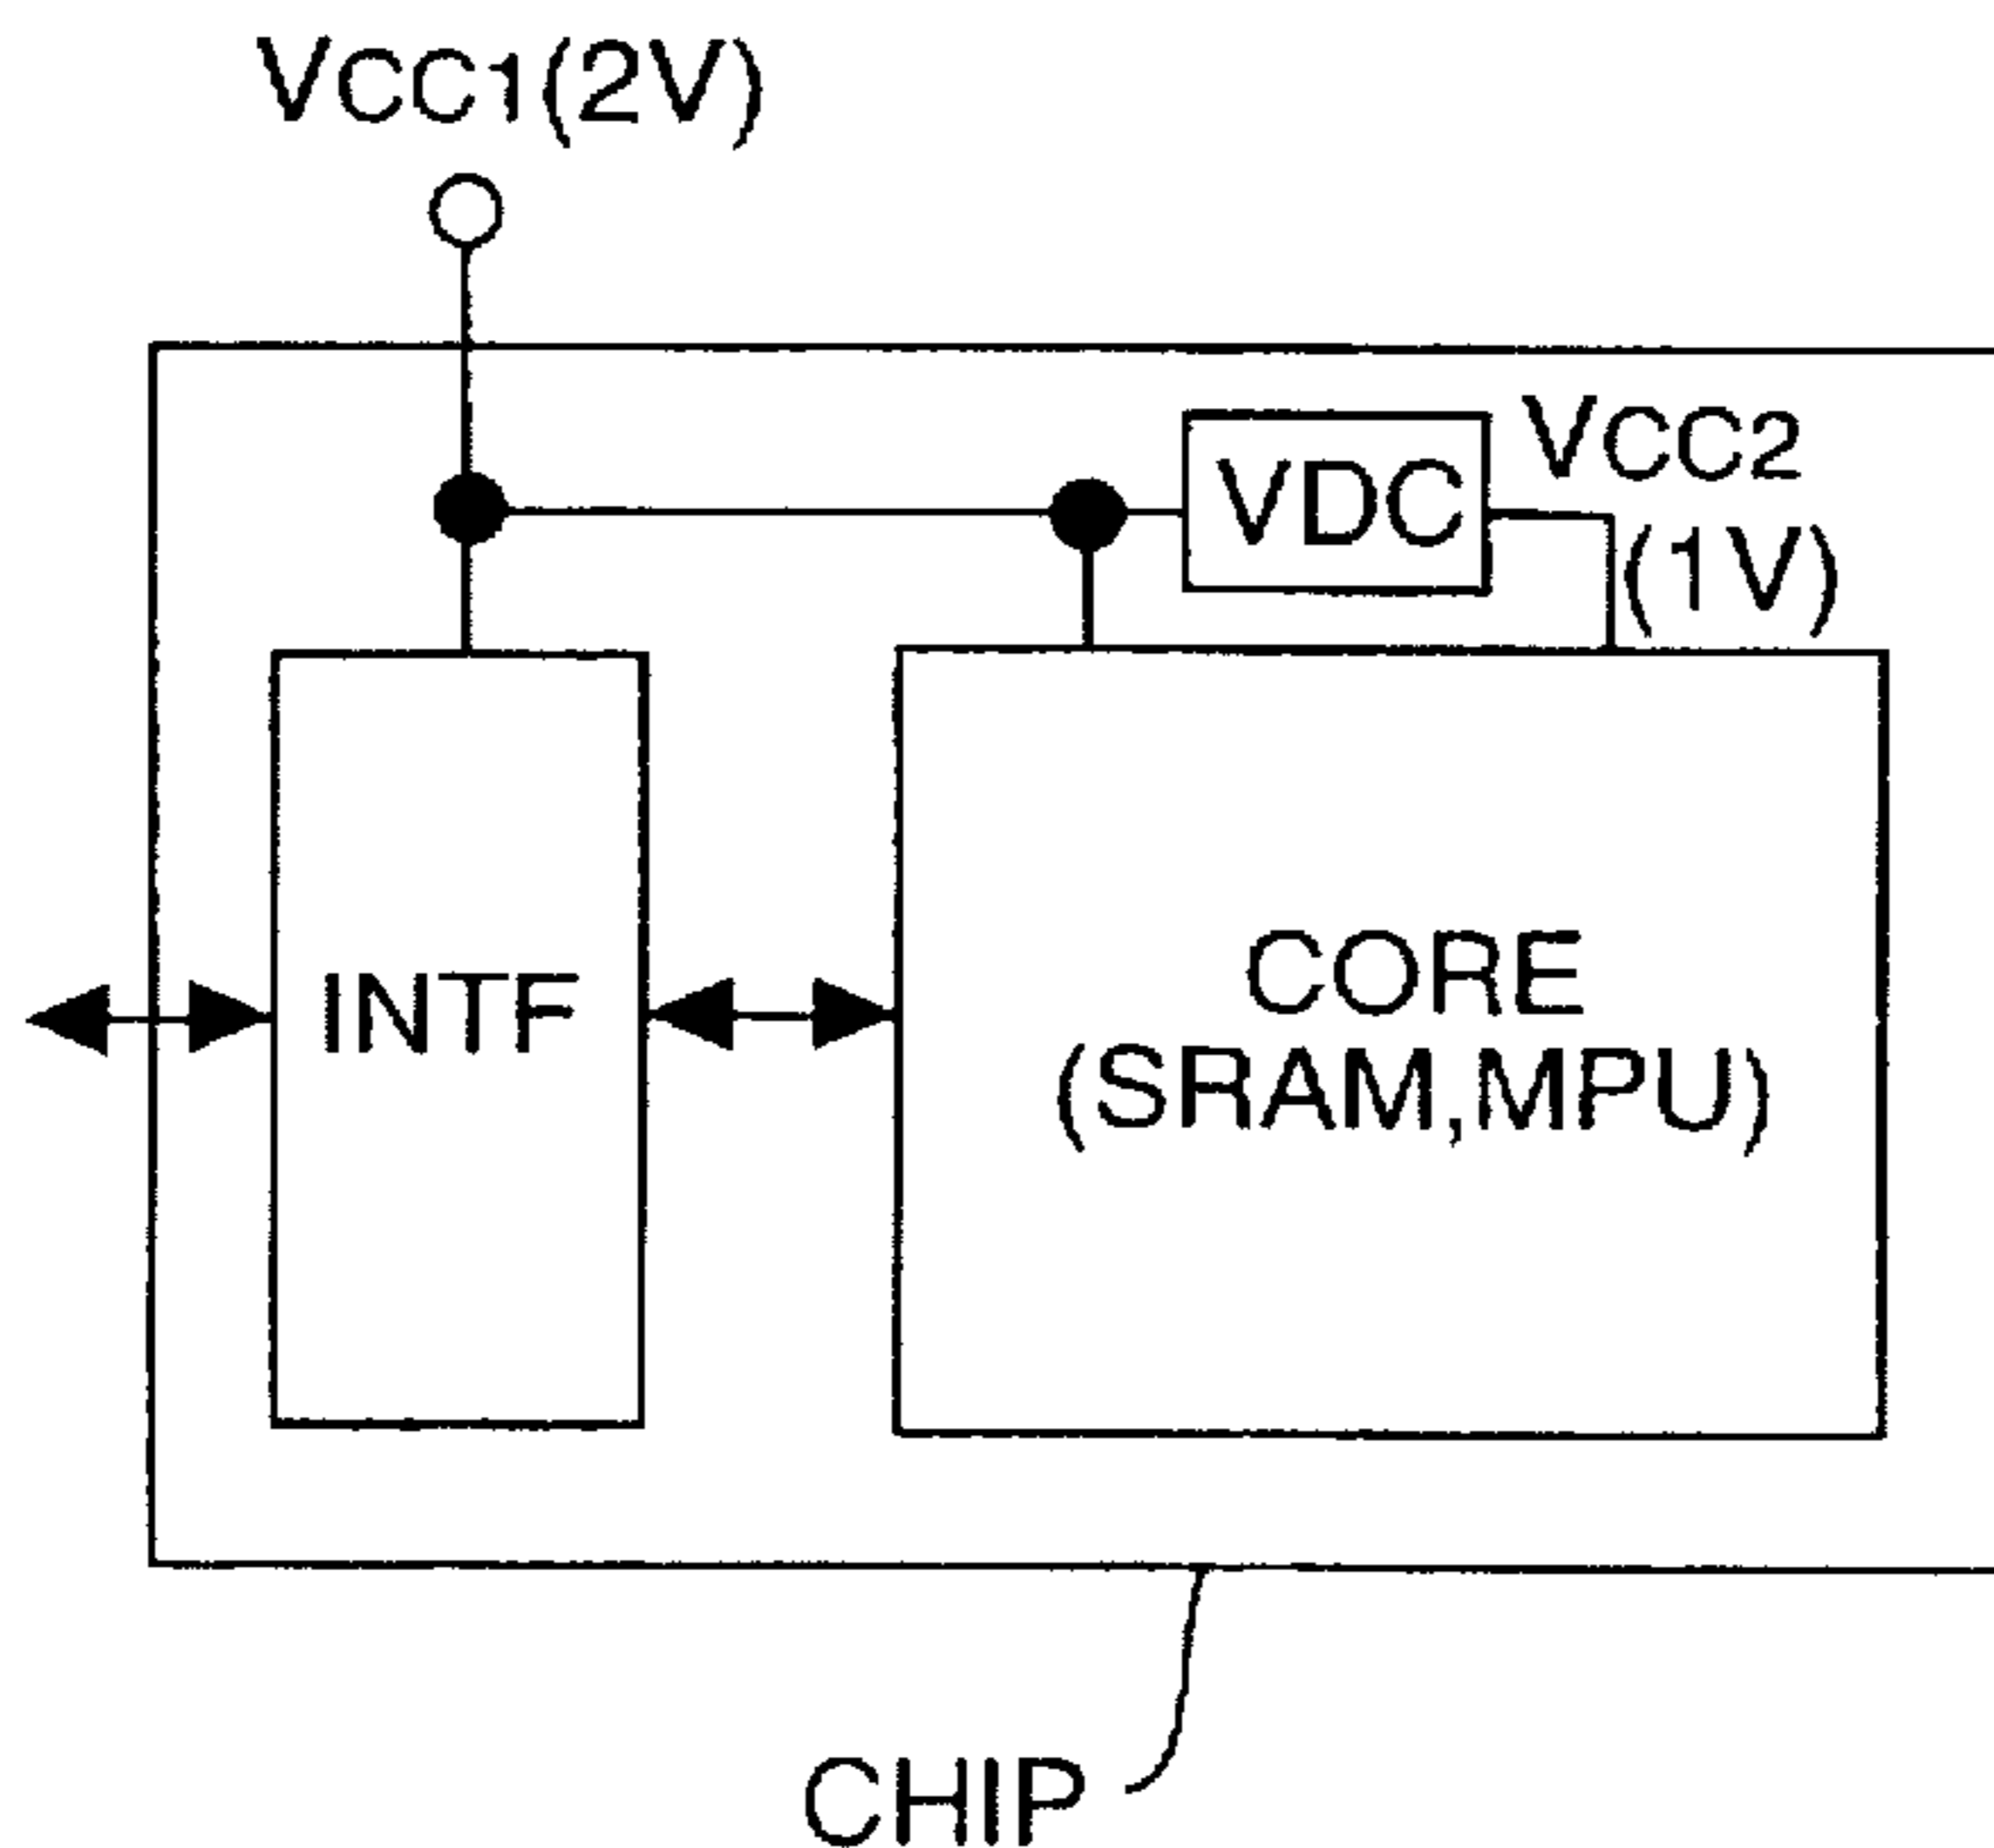 VCC1(2V)
VDC
VCC2
(1V)
INTF
CORE
(SRAM,MPU)
CHIP